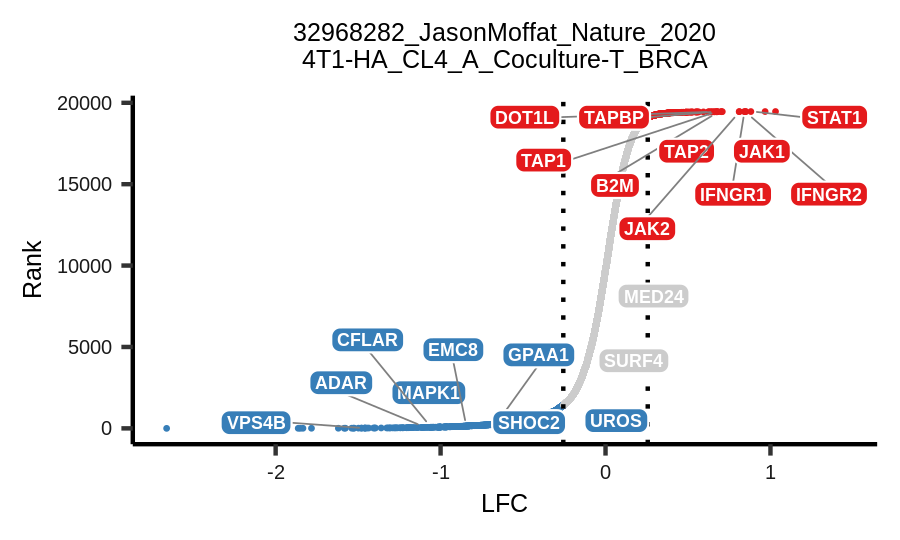 32968282_JasonMoffat_Nature_2020
4T1-HA_CL4_A_Coculture-T_BRCA
20000
DOT1L
TAPBP
STAT1
TAP1
TAP2
JAK1
15000
B2M
IFNGR1
IFNGR2
JAK2
Rank
10000
MED24
5000
CFLAR
EMC8
GPAA1
SURF4
ADAR
MAPK1
0
VPS4B
SHOC2
UROS
-2
-1
0
1
LFC